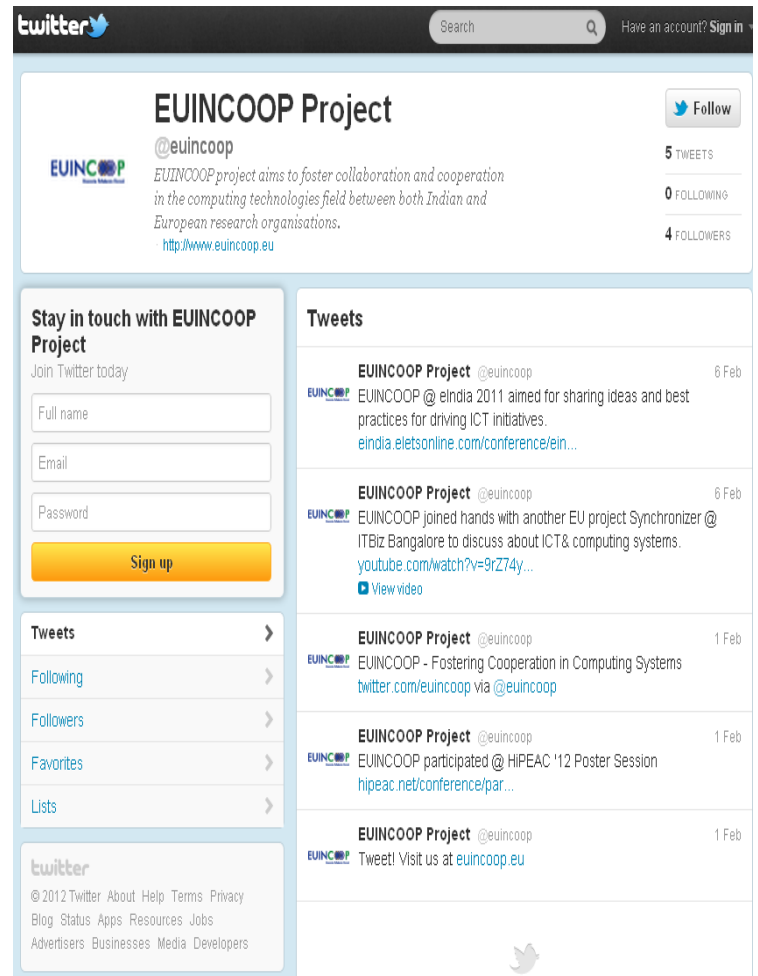 twitter
Search
Have an account? Sign in
EUINCOOP Project
@euincoop
EUINCOOP project aims to foster collaboration and cooperation
in the computing technologies field between both Indian and
European research organisations.
http://www.euincoop.eu
EUINCOOP
Follow
5 TWEETS
0 FOLLOWING
4 FOLLOWERS
Stay in touch with EUINCOOP
Project
Join Twitter today
Full name
Email
Password
Sign up
Tweets
Following
Followers
Favorites
Lists
twitter
© 2012 Twitter About Help Terms Privacy
Blog Status Apps Resources Jobs
Advertisers Businesses Media Developers
Tweets
EUINCOOP
EUINCOOP Project @euincoop 6 Feb
EUINCOOP @ eIndia 2011 aimed for sharing ideas and best
practices for driving ICT initiatives.
eindia.eletsonline.com/conference/ein...
EUINCOOP
EUINCOOP Project @euincoop 6 Feb
EUINCOOP joined hands with another EU project Synchronizer @
ITBiz Bangalore to discuss about ICT& computing systems.
youtube.com/watch?v=9rZ74y...
View video
EUINCOOP
EUINCOOP Project @euincoop 1 Feb
EUINCOOP - Fostering Cooperation in Computing Systems
twitter.com/euincoop via @euincoop
EUINCOOP
EUINCOOP Project @euincoop 1 Feb
EUINCOOP participated @ HiPEAC '12 Poster Session
hipeac.net/conference/par...
EUINCOOP
EUINCOOP Project @euincoop 1 Feb
Tweet! Visit us at euincoop.eu